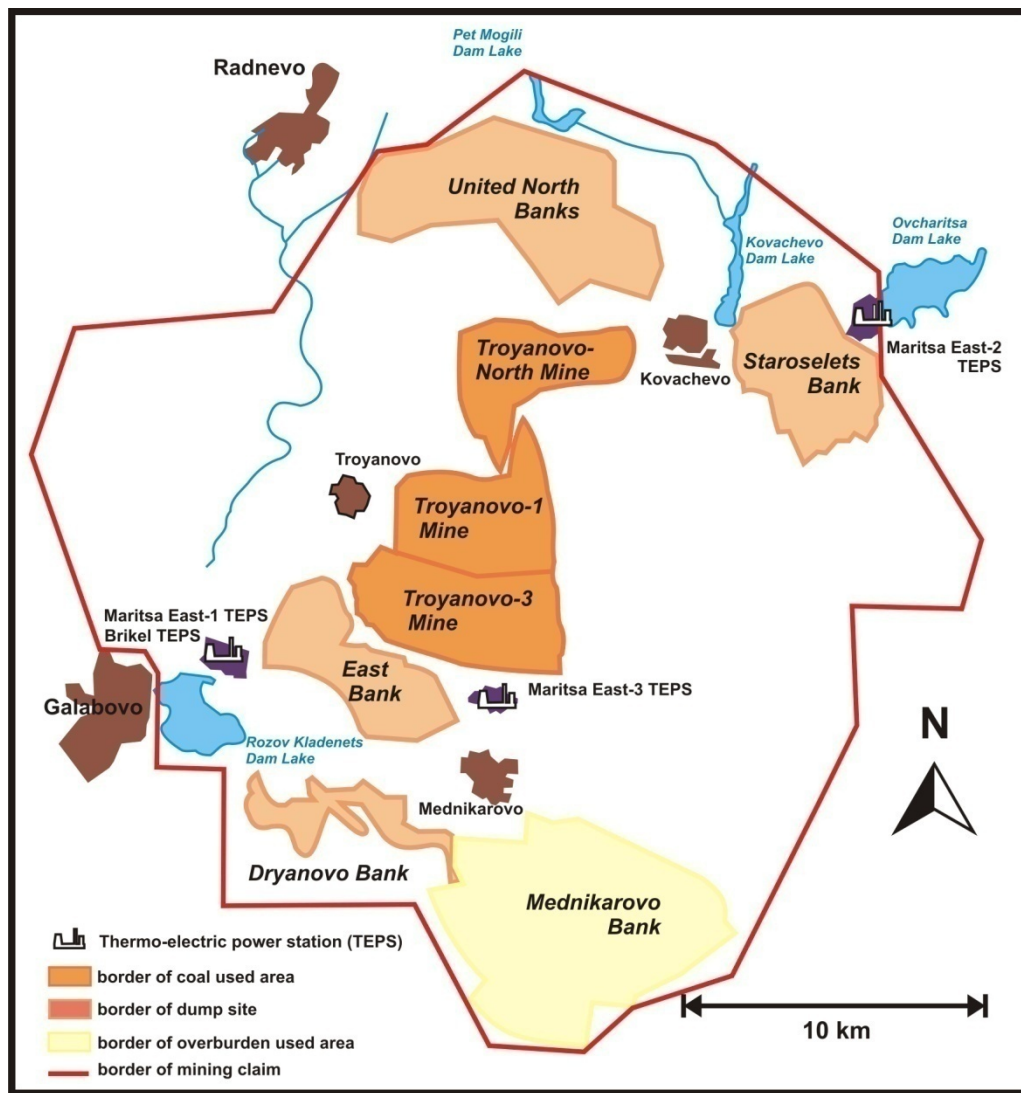 Pet Mogili
Dam Lake
Radnevo
United North
Banks
Ovcharitsa
Dam Lake
Kovachevo
Dam Lake
Troyanovo-
North Mine
Kovachevo
Staroselets
Bank
Maritsa East-2
TEPS
Troyanovo
Troyanovo-1
Mine
Troyanovo-3
Mine
Maritsa East-1 TEPS
Brikel TEPS
East
Bank
Maritsa East-3 TEPS
Galabovo
Rozov Kladenets
Dam Lake
N
Mednikarovo
Dryanovo Bank
Mednikarovo
Bank
Thermo-electric power station (TEPS)
border of coal used area
border of dump site
border of overburden used area
border of mining claim
10 km